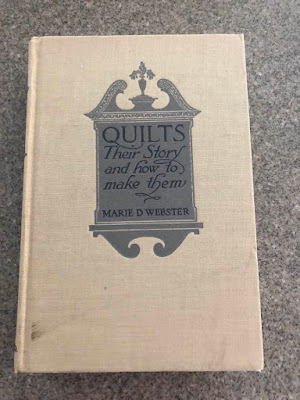 QUILTS
Their Story
and how to
make them
MARIE D WEBSTER